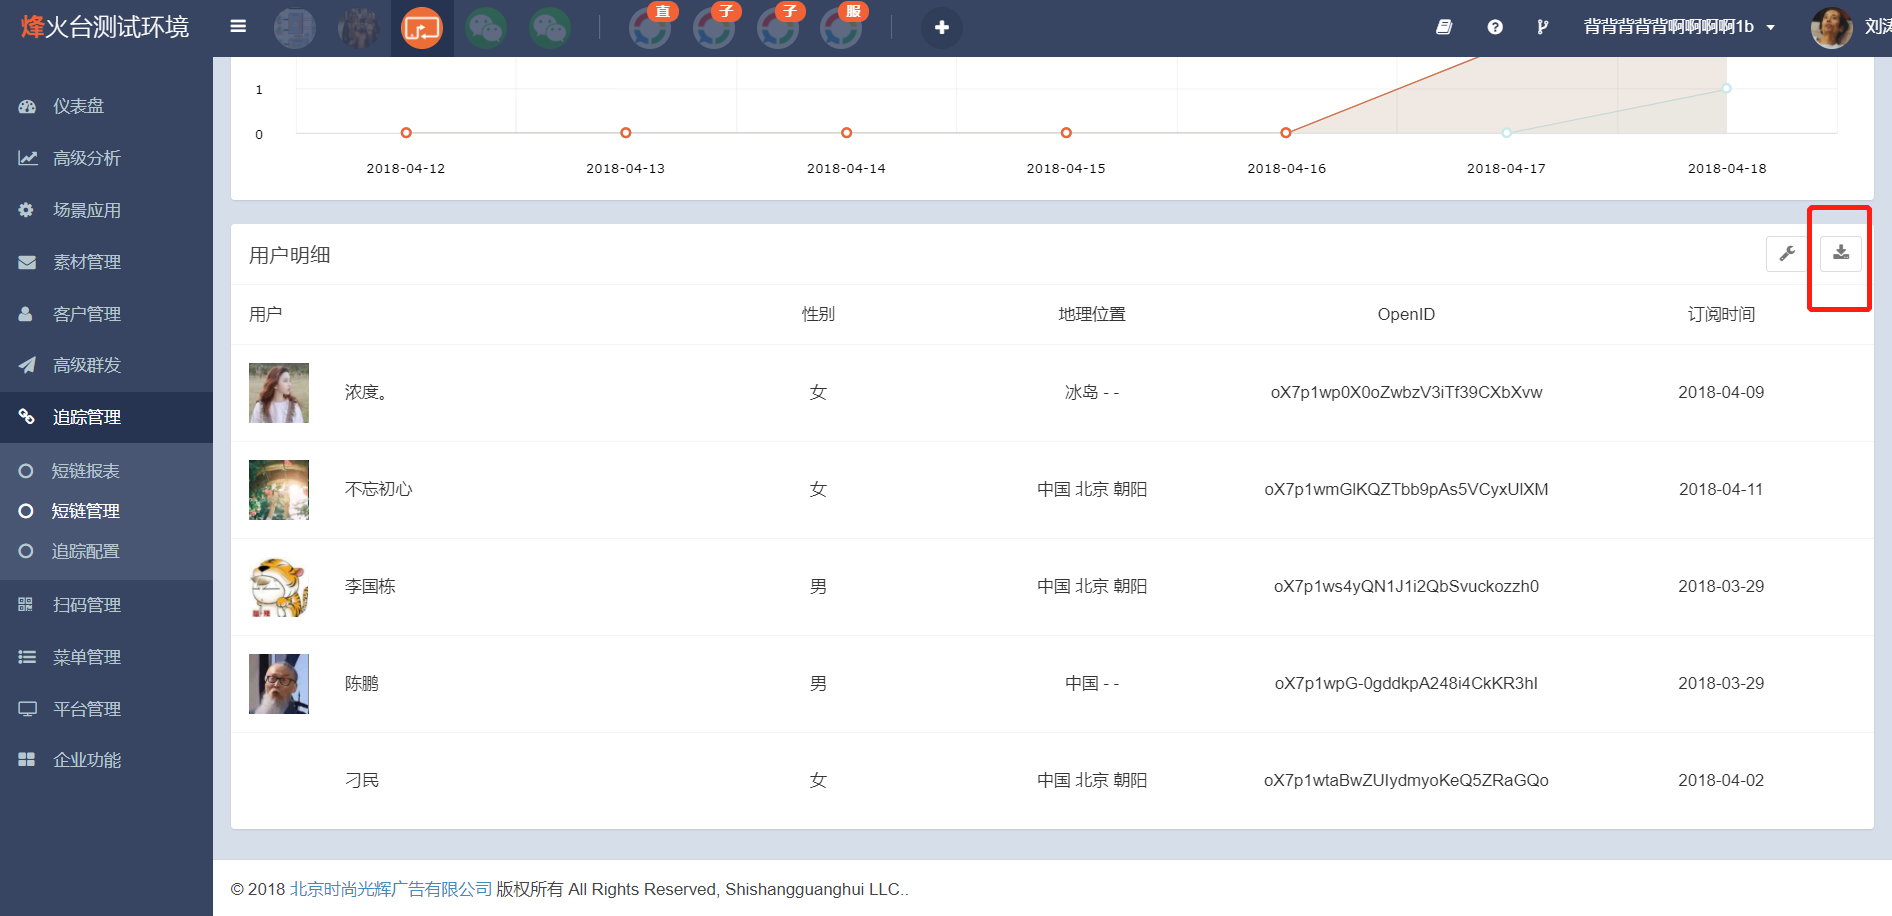 烽火台测试环境
直
子
子
服
背背背背背啊啊啊啊1b
刘涛
仪表盘
高级分析
场景应用
素材管理
客户管理
高级群发
追踪管理
短链报表
短链管理
追踪配置
扫码管理
菜单管理
平台管理
企业功能
1
0
2018-04-12 2018-04-13 2018-04-14 2018-04-15 2018-04-16 2018-04-17 2018-04-18
用户明细
用户 性别 地理位置 OpenID 订阅时间
浓度。 女 冰岛 - - oX7p1wp0X0oZwbzV3iTf39CXbXvw 2018-04-09
不忘初心 女 中国 北京 朝阳 oX7p1wmGlKQZTbb9pAs5VCyxUlXM 2018-04-11
李国栋 男 中国 北京 朝阳 oX7p1ws4yQN1J1i2QbSvuckozzh0 2018-03-29
陈鹏 男 中国 - - oX7p1wpG-0gddkpA248i4CkKR3hI 2018-03-29
刁民 女 中国 北京 朝阳 oX7p1wtaBwZUIydmyoKeQ5ZRaGQo 2018-04-02
© 2018 北京时尚光辉广告有限公司 版权所有 All Rights Reserved, Shishangguanghui LLC..